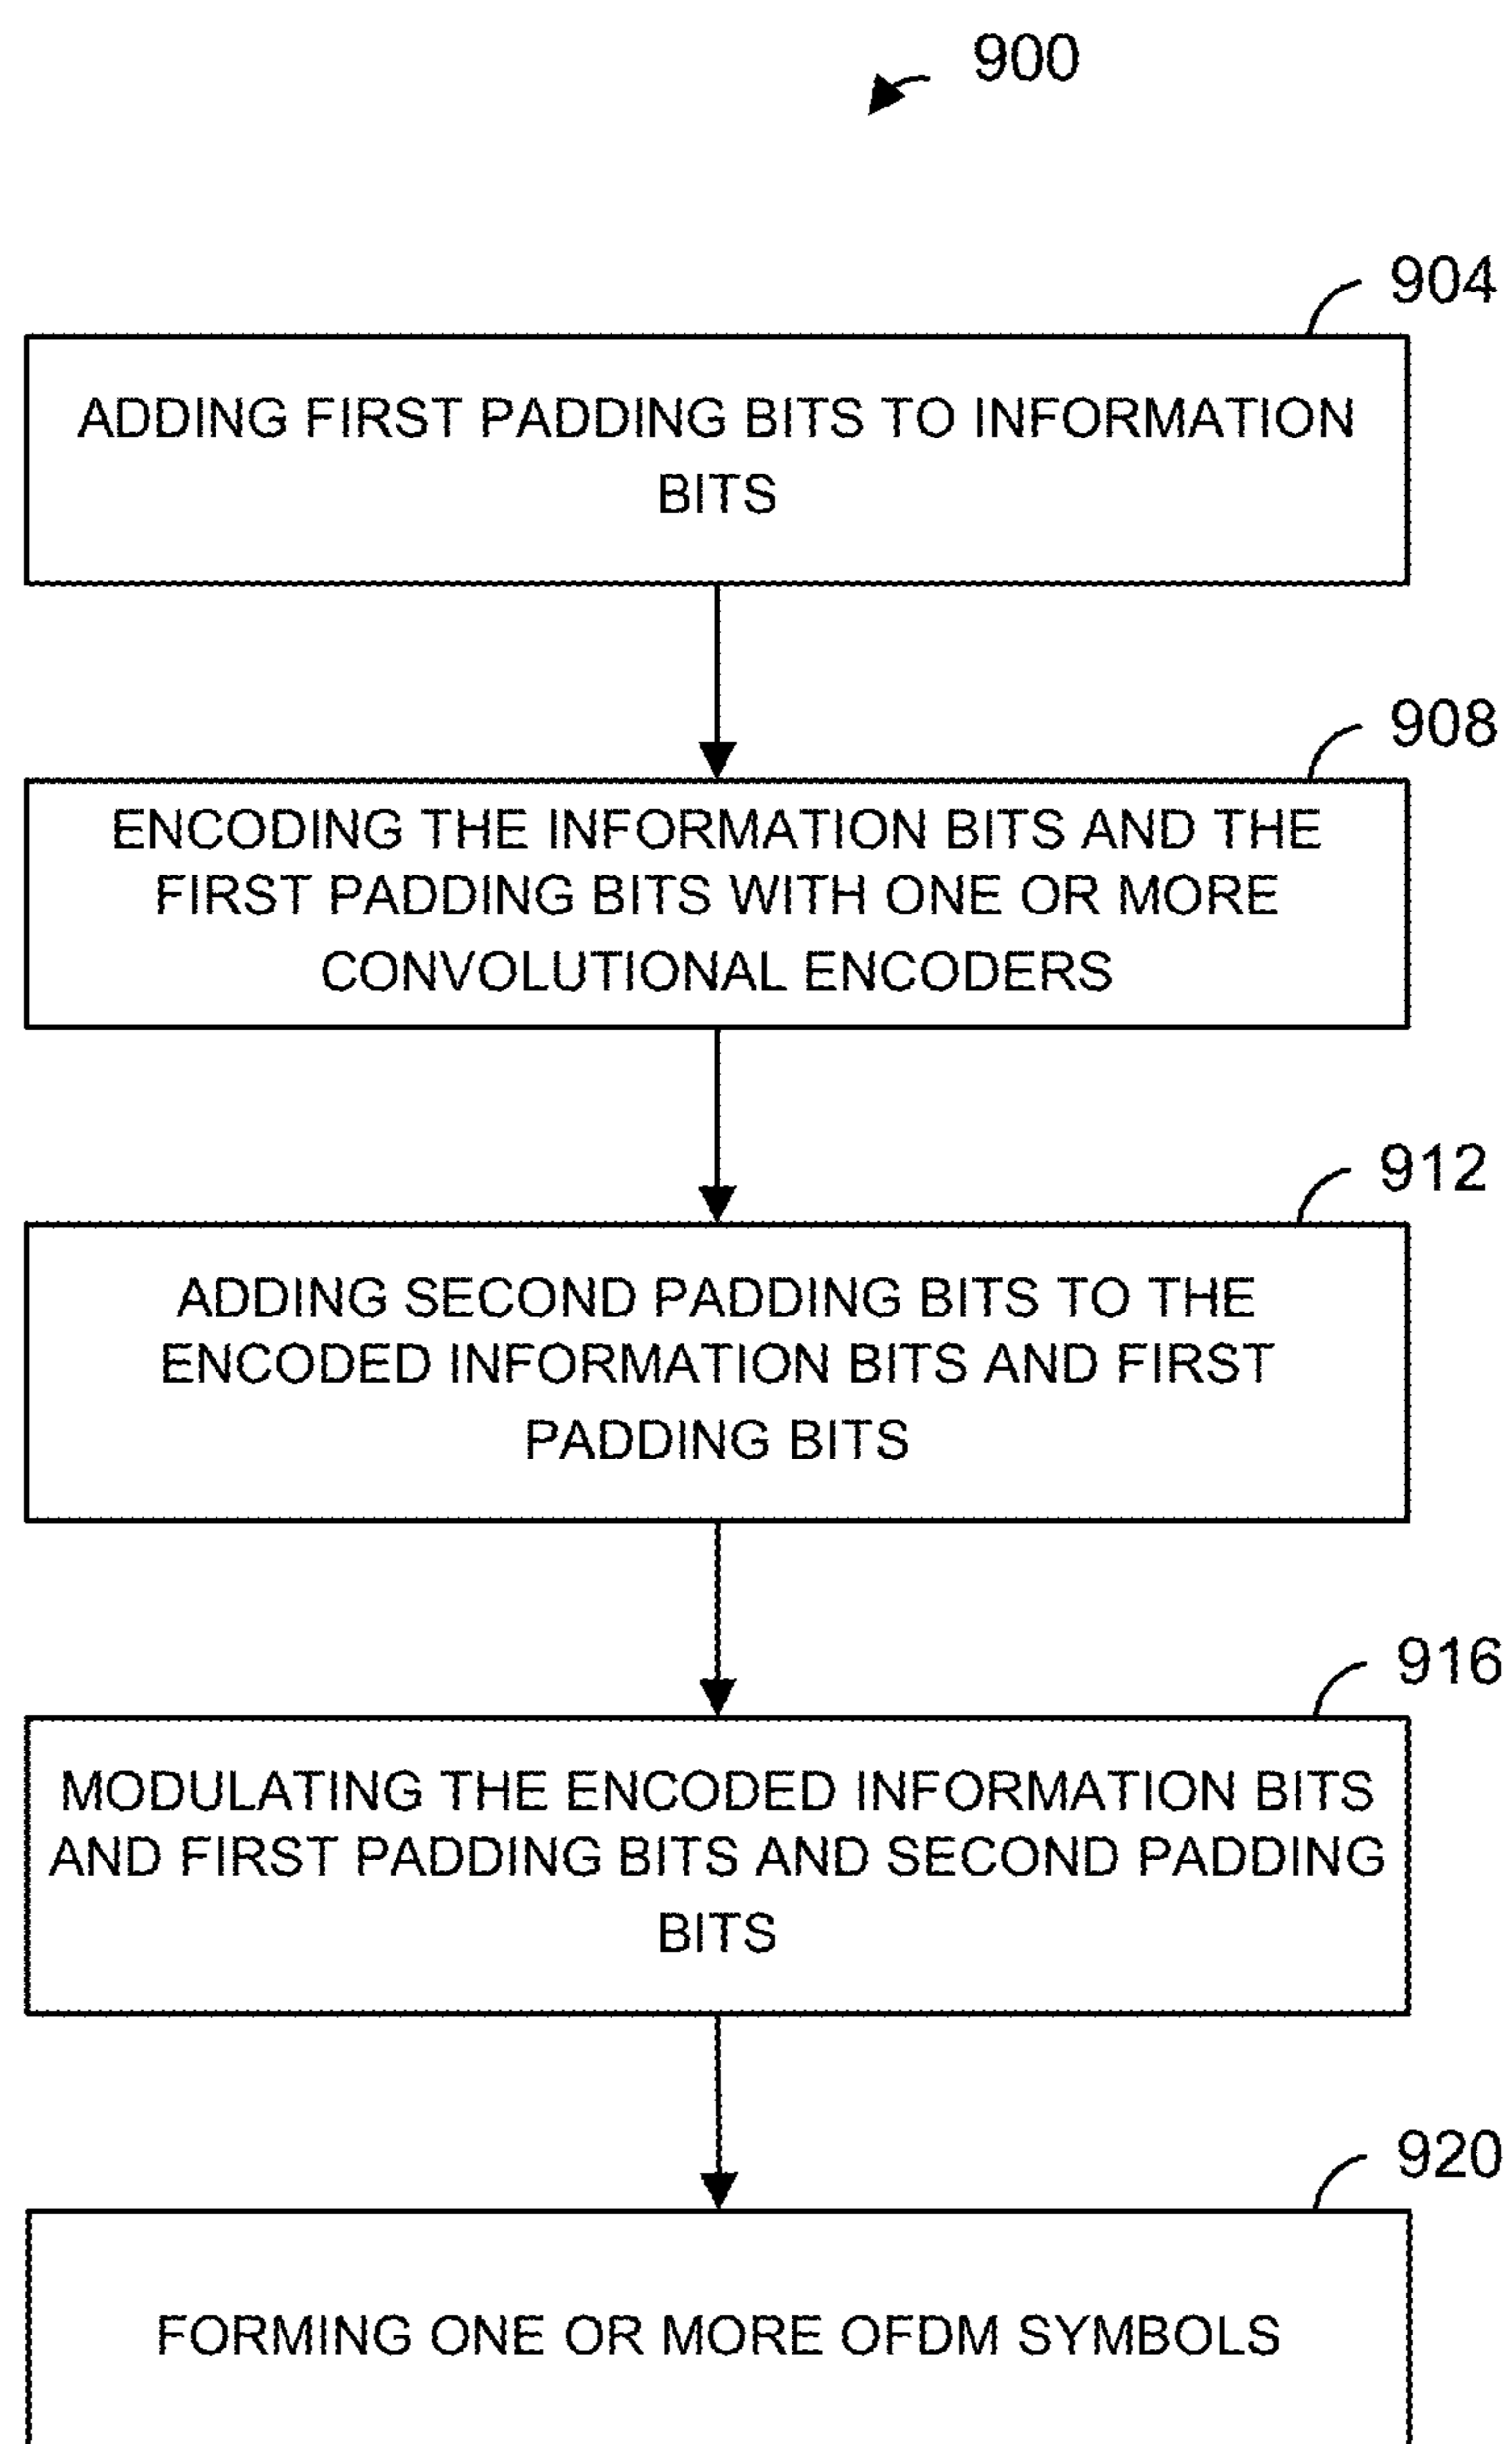 900
904
ADDING FIRST PADDING BITS TO INFORMATION
BITS
908
ENCODING THE INFORMATION BITS AND THE
FIRST PADDING BITS WITH ONE OR MORE
CONVOLUTIONAL ENCODERS
912
ADDING SECOND PADDING BITS TO THE
ENCODED INFORMATION BITS AND FIRST
PADDING BITS
916
MODULATING THE ENCODED INFORMATION BITS
AND FIRST PADDING BITS AND SECOND PADDING
BITS
920
FORMING ONE OR MORE OFDM SYMBOLS